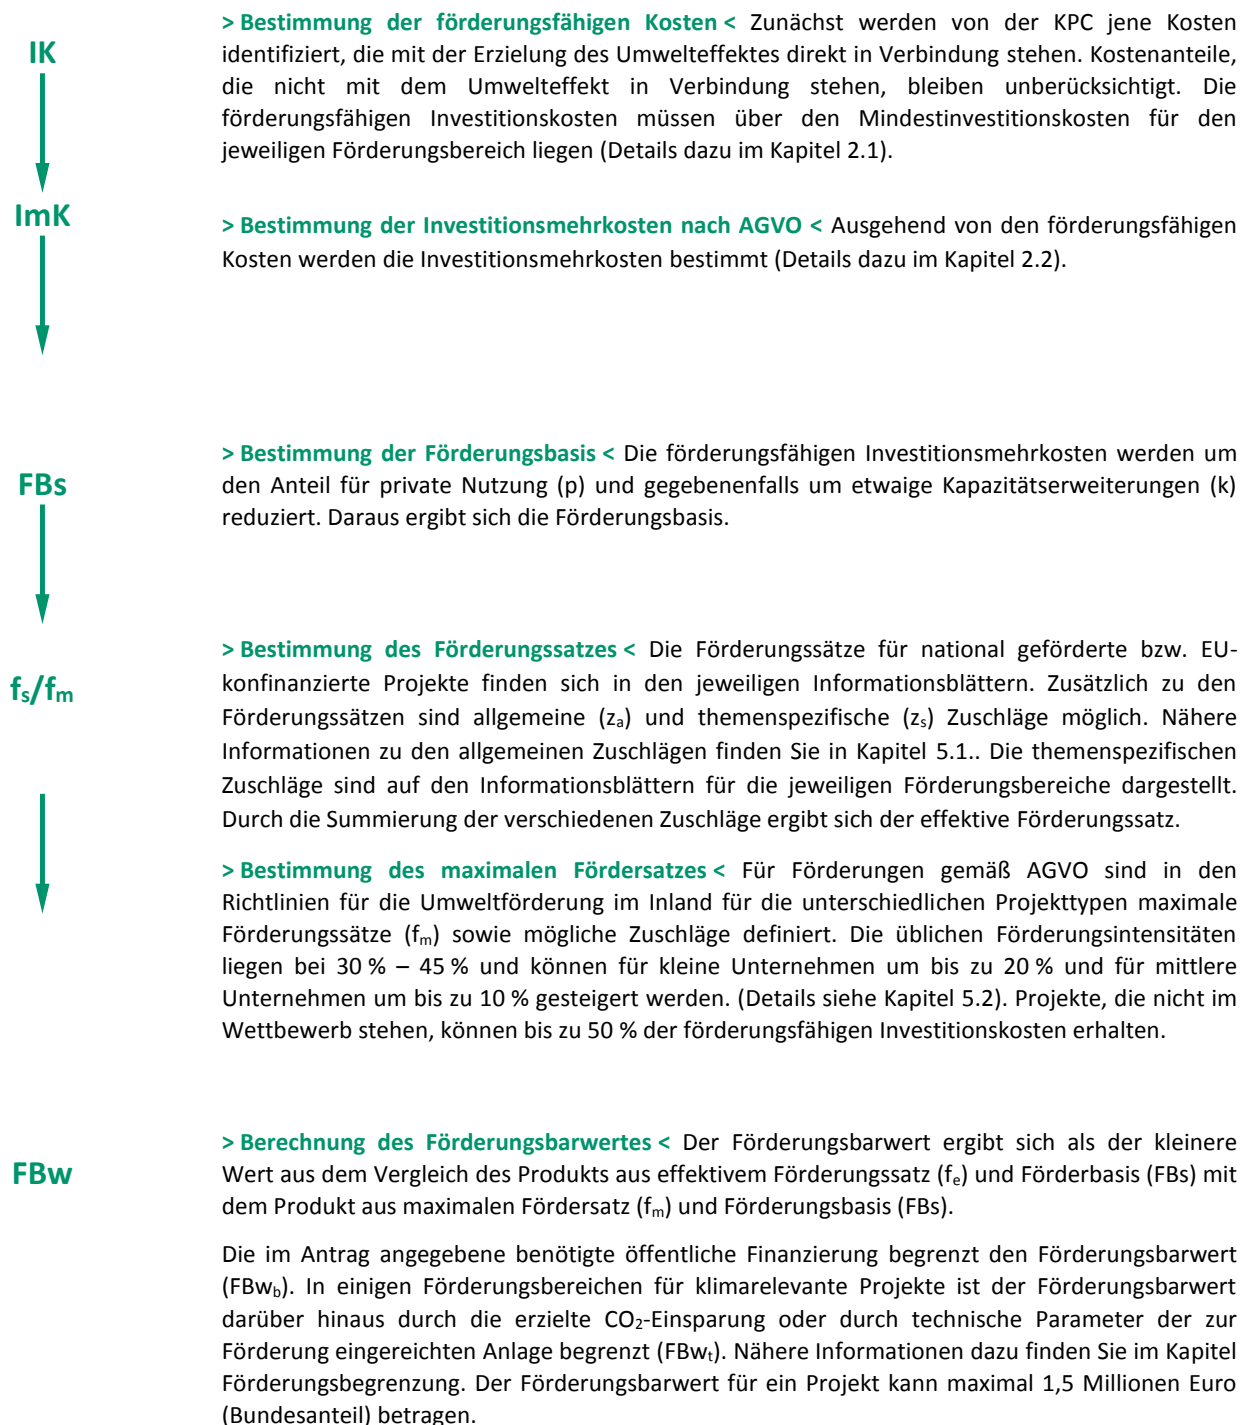 IK
> Bestimmung der förderungsfähigen Kosten < Zunächst werden von der KPC jene Kosten
identifiziert, die mit der Erzielung des Umwelteffektes direkt in Verbindung stehen. Kostenanteile,
die nicht mit dem Umwelteffekt in Verbindung stehen, bleiben unberücksichtigt. Die
förderungsfähigen Investitionskosten müssen über den Mindestinvestitionskosten für den
jeweiligen Förderungsbereich liegen (Details dazu im Kapitel 2.1).
ImK
> Bestimmung der Investitionsmehrkosten nach AGVO < Ausgehend von den förderungsfähigen
Kosten werden die Investitionsmehrkosten bestimmt (Details dazu im Kapitel 2.2).
FBs
> Bestimmung der Förderungsbasis < Die förderungsfähigen Investitionsmehrkosten werden um
den Anteil für private Nutzung (p) und gegebenenfalls um etwaige Kapazitätserweiterungen (k)
reduziert. Daraus ergibt sich die Förderungsbasis.
fs/fm
> Bestimmung des Förderungssatzes < Die Förderungssätze für national geförderte bzw. EU-
konfinanzierte Projekte finden sich in den jeweiligen Informationsblättern. Zusätzlich zu den
Förderungssätzen sind allgemeine (za) und themenspezifische (zs) Zuschläge möglich. Nähere
Informationen zu den allgemeinen Zuschlägen finden Sie in Kapitel 5.1.. Die themenspezifischen
Zuschläge sind auf den Informationsblättern für die jeweiligen Förderungsbereiche dargestellt.
Durch die Summierung der verschiedenen Zuschläge ergibt sich der effektive Förderungssatz.
> Bestimmung des maximalen Fördersatzes < Für Förderungen gemäß AGVO sind in den
Richtlinien für die Umweltförderung im Inland für die unterschiedlichen Projekttypen maximale
Förderungssätze (fm) sowie mögliche Zuschläge definiert. Die üblichen Förderungsintensitäten
liegen bei 30 % – 45 % und können für kleine Unternehmen um bis zu 20 % und für mittlere
Unternehmen um bis zu 10 % gesteigert werden. (Details siehe Kapitel 5.2). Projekte, die nicht im
Wettbewerb stehen, können bis zu 50 % der förderungsfähigen Investitionskosten erhalten.
FBw
> Berechnung des Förderungsbarwertes < Der Förderungsbarwert ergibt sich als der kleinere
Wert aus dem Vergleich des Produkts aus effektivem Förderungssatz (fe) und Förderbasis (FBs) mit
dem Produkt aus maximalen Fördersatz (fm) und Förderungsbasis (FBs).
Die im Antrag angegebene benötigte öffentliche Finanzierung begrenzt den Förderungsbarwert
(FBwb). In einigen Förderungsbereichen für klimarelevante Projekte ist der Förderungsbarwert
darüber hinaus durch die erzielte CO2-Einsparung oder durch technische Parameter der zur
Förderung eingereichten Anlage begrenzt (FBwt). Nähere Informationen dazu finden Sie im Kapitel
Förderungsbegrenzung. Der Förderungsbarwert für ein Projekt kann maximal 1,5 Millionen Euro
(Bundesanteil) betragen.